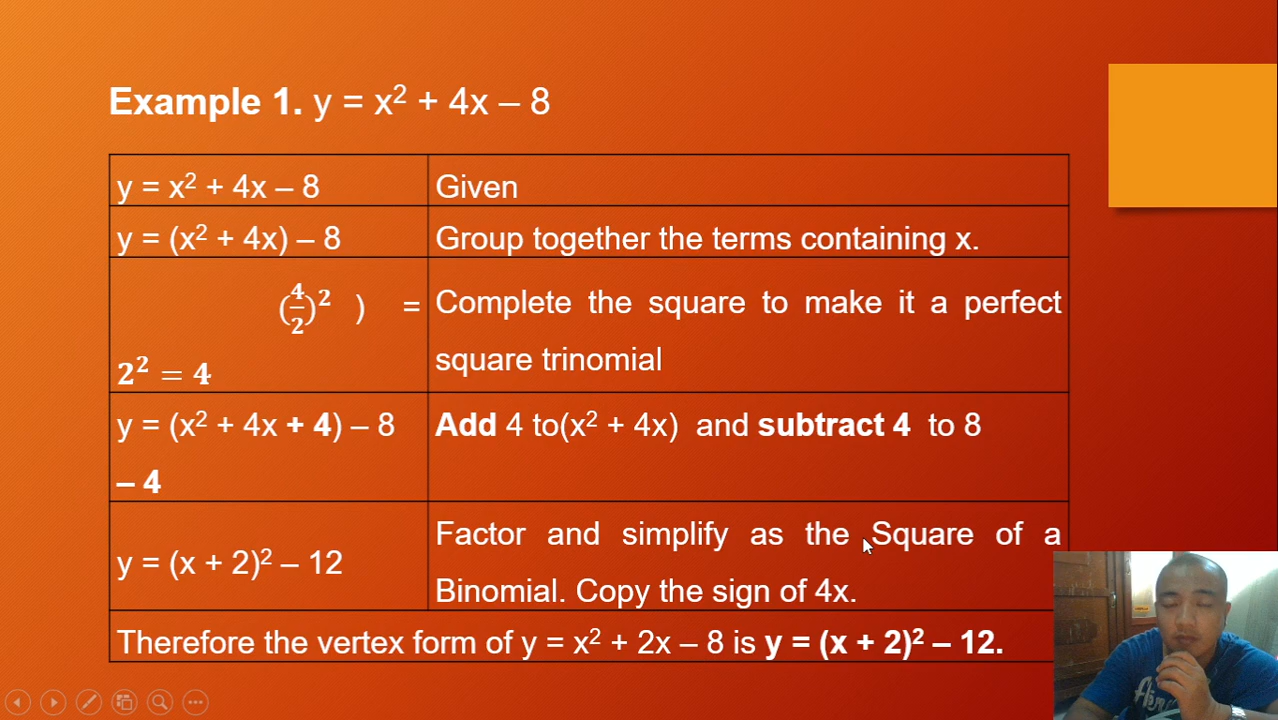 Example 1. y = x² + 4x – 8
y = x² + 4x – 8
Given
y = (x² + 4x) – 8
Group together the terms containing x.
(4/2)² ) =
2² = 4
Complete the square to make it a perfect
square trinomial
y = (x² + 4x + 4) – 8
– 4
Add 4 to(x² + 4x) and subtract 4 to 8
y = (x + 2)² – 12
Factor and simplify as the Square of a
Binomial. Copy the sign of 4x.
Therefore the vertex form of y = x² + 2x – 8 is y = (x + 2)² – 12.